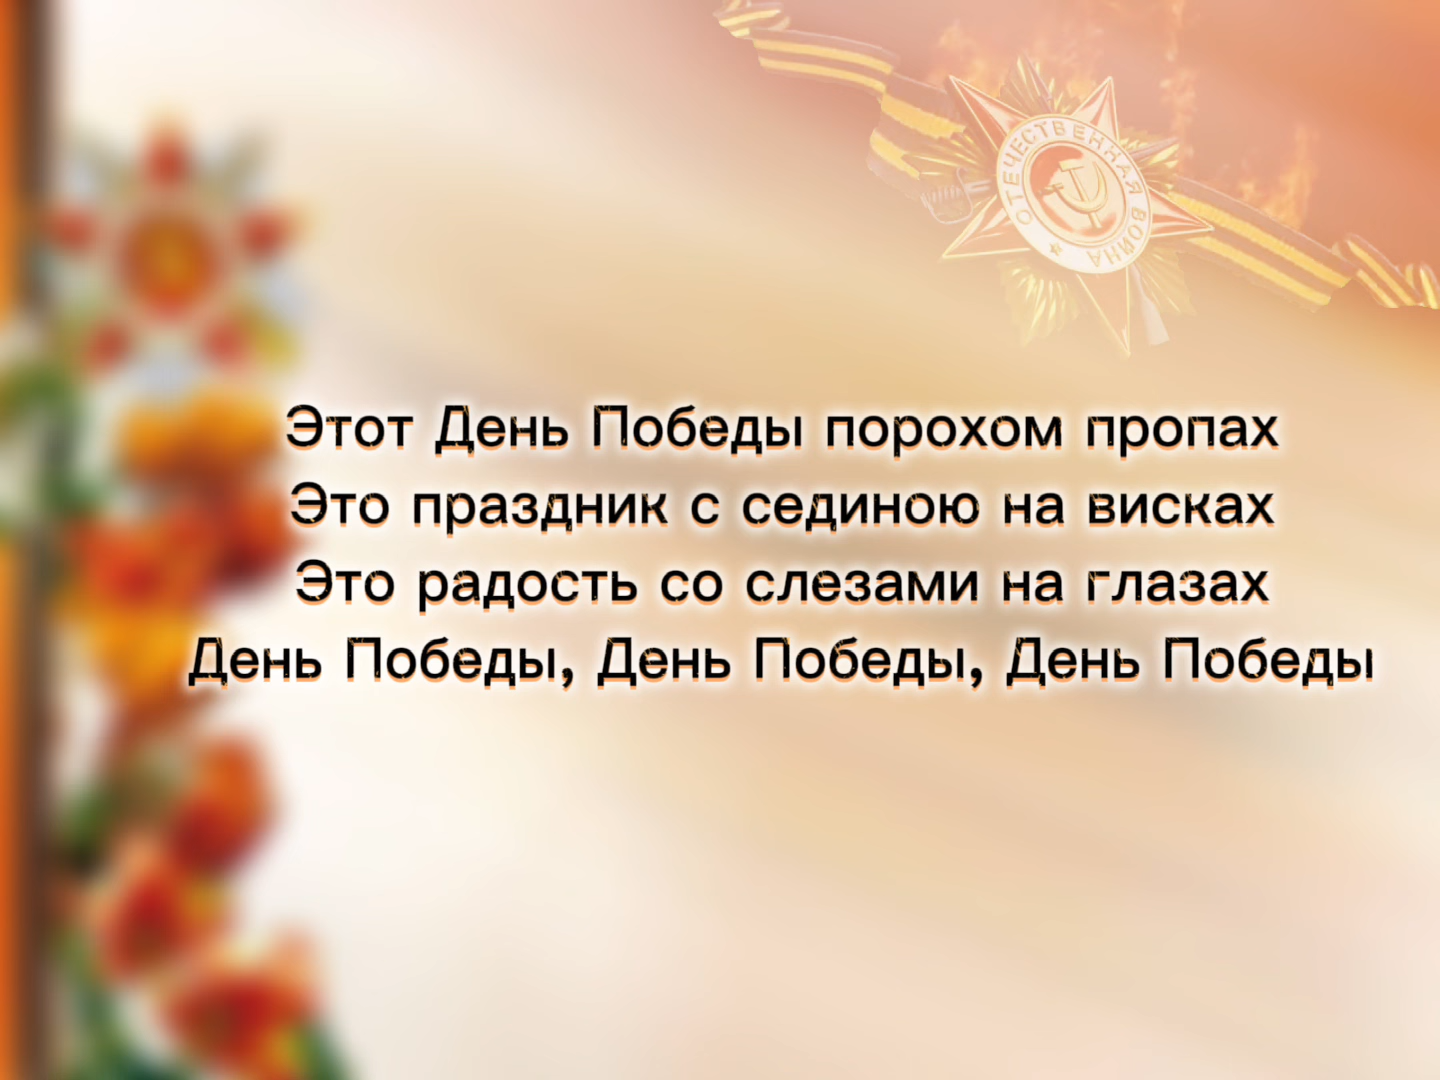 ОТЕЧЕСТВЕННАЯ ВОЙНА
Этот День Победы порохом пропах
Это праздник с сединою на висках
Это радость со слезами на глазах
День Победы, День Победы, День Победы